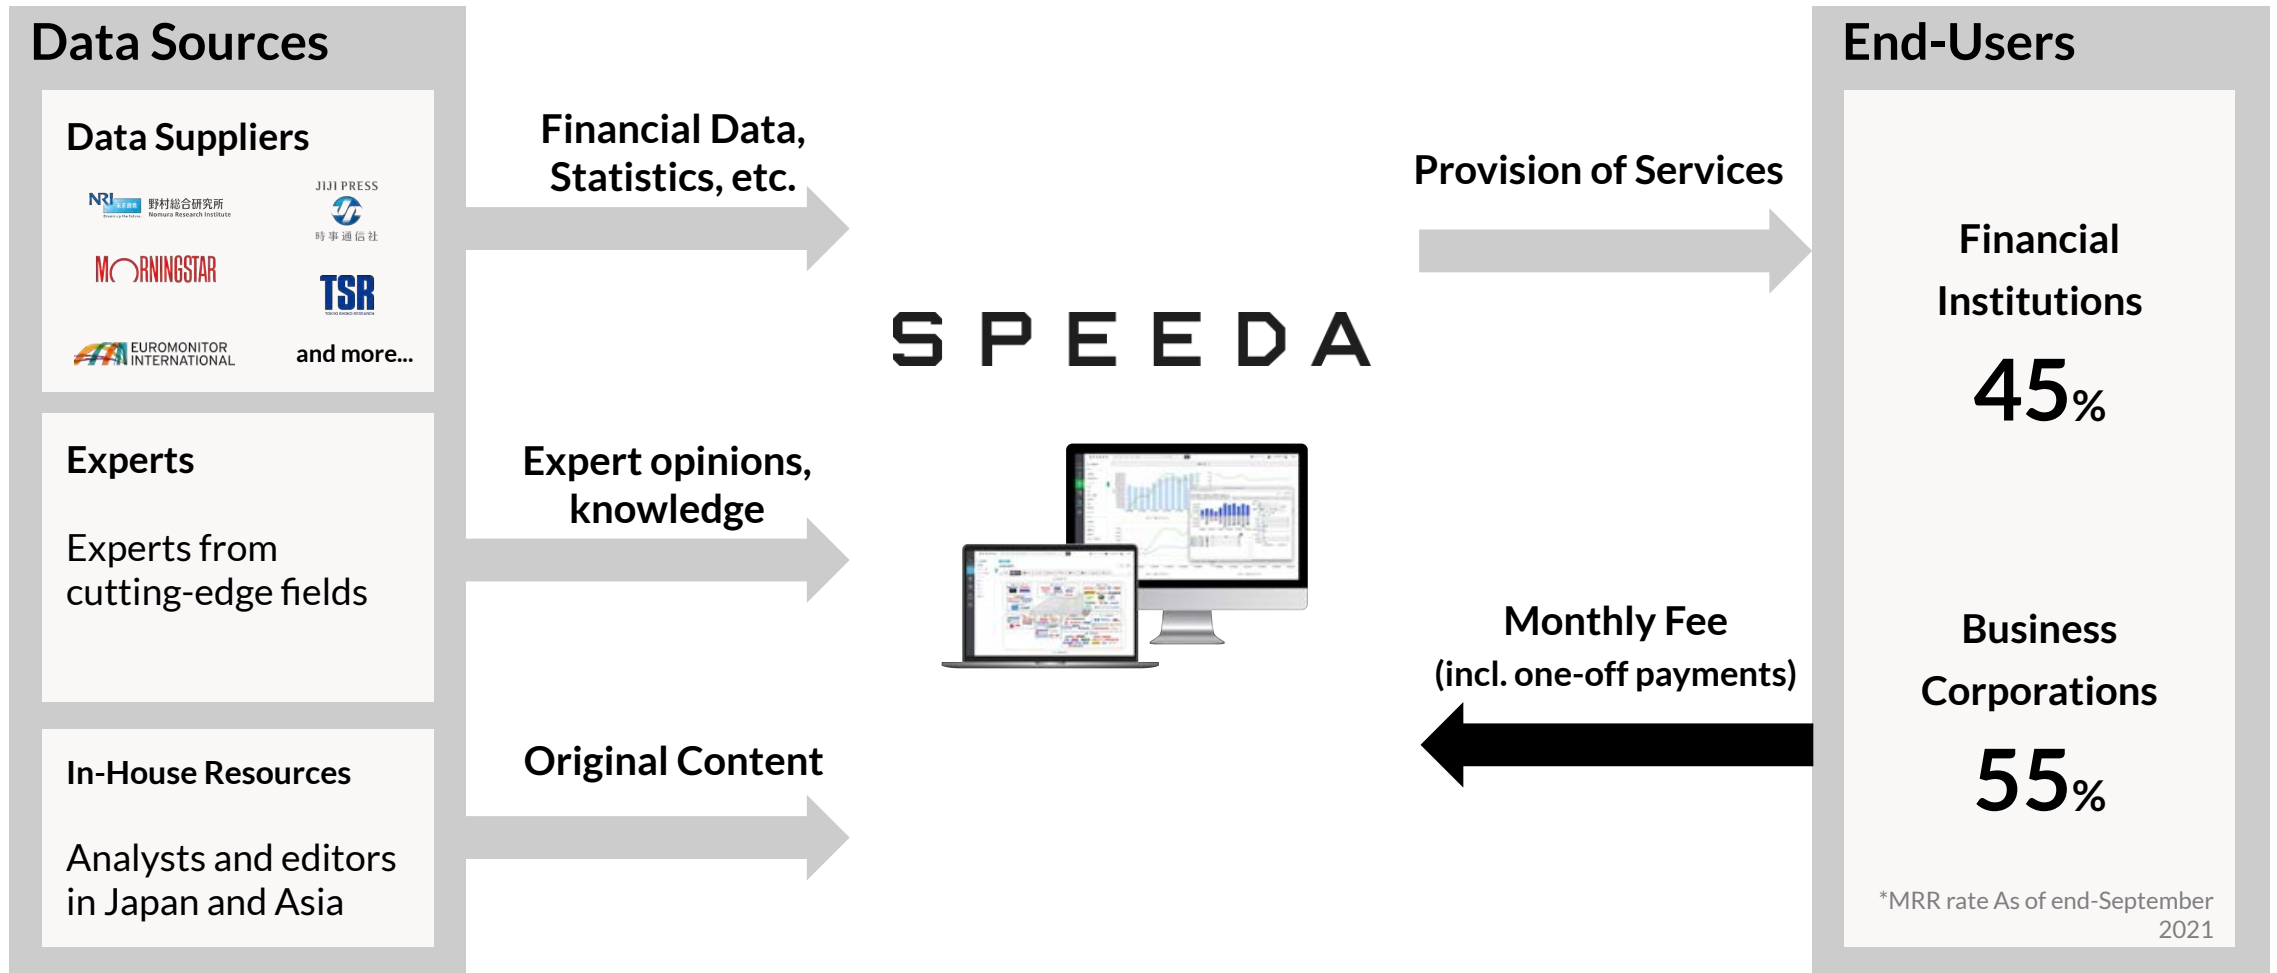 Data Sources
Data Suppliers
NRI
野村総合研究所
Nomura Research Institute
JIJI PRESS
時事通信社
MORNINGSTAR
TSR
TOKYO SHOKO RESEARCH
EUROMONITOR
INTERNATIONAL
and more...
Experts
Experts from
cutting-edge fields
In-House Resources
Analysts and editors
in Japan and Asia
Financial Data,
Statistics, etc.
Expert opinions,
knowledge
Original Content
SPEEDA
Provision of Services
Monthly Fee
(incl. one-off payments)
End-Users
Financial
Institutions
45%
Business
Corporations
55%
*MRR rate As of end-September
2021